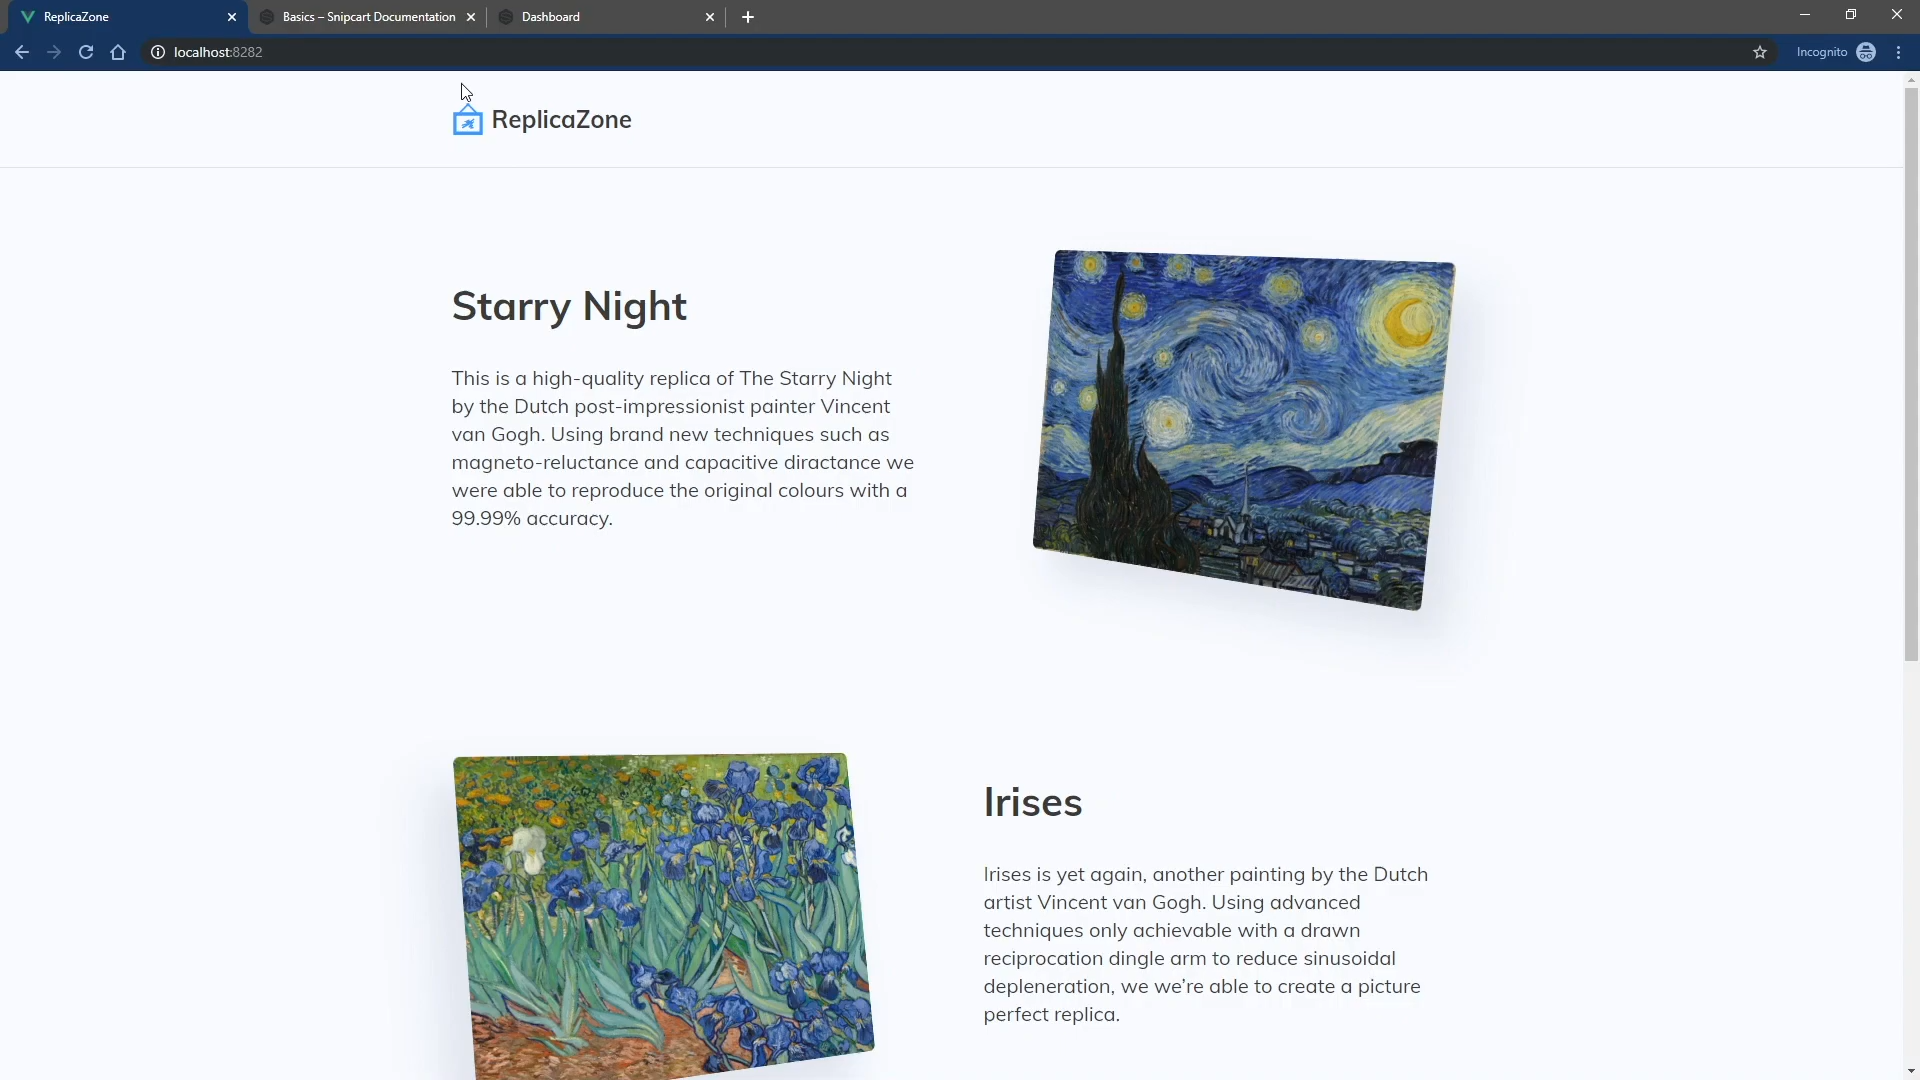 ReplicaZone
Basics – Snipcart Documentation
Dashboard
localhost:8282
Incognito
ReplicaZone
Starry Night
This is a high-quality replica of The Starry Night
by the Dutch post-impressionist painter Vincent
van Gogh. Using brand new techniques such as
magneto-reluctance and capacitive diractance we
were able to reproduce the original colours with a
99.99% accuracy.
Irises
Irises is yet again, another painting by the Dutch
artist Vincent van Gogh. Using advanced
techniques only achievable with a drawn
reciprocation dingle arm to reduce sinusoidal
depleneration, we we're able to create a picture
perfect replica.